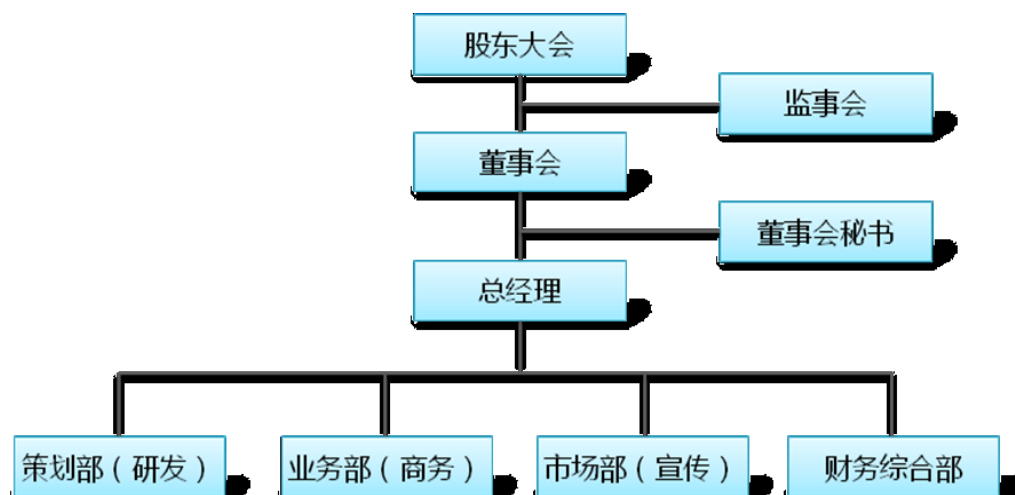 股东大会
监事会
董事会
董事会秘书
总经理
策划部（研发）
业务部（商务）
市场部（宣传）
财务综合部